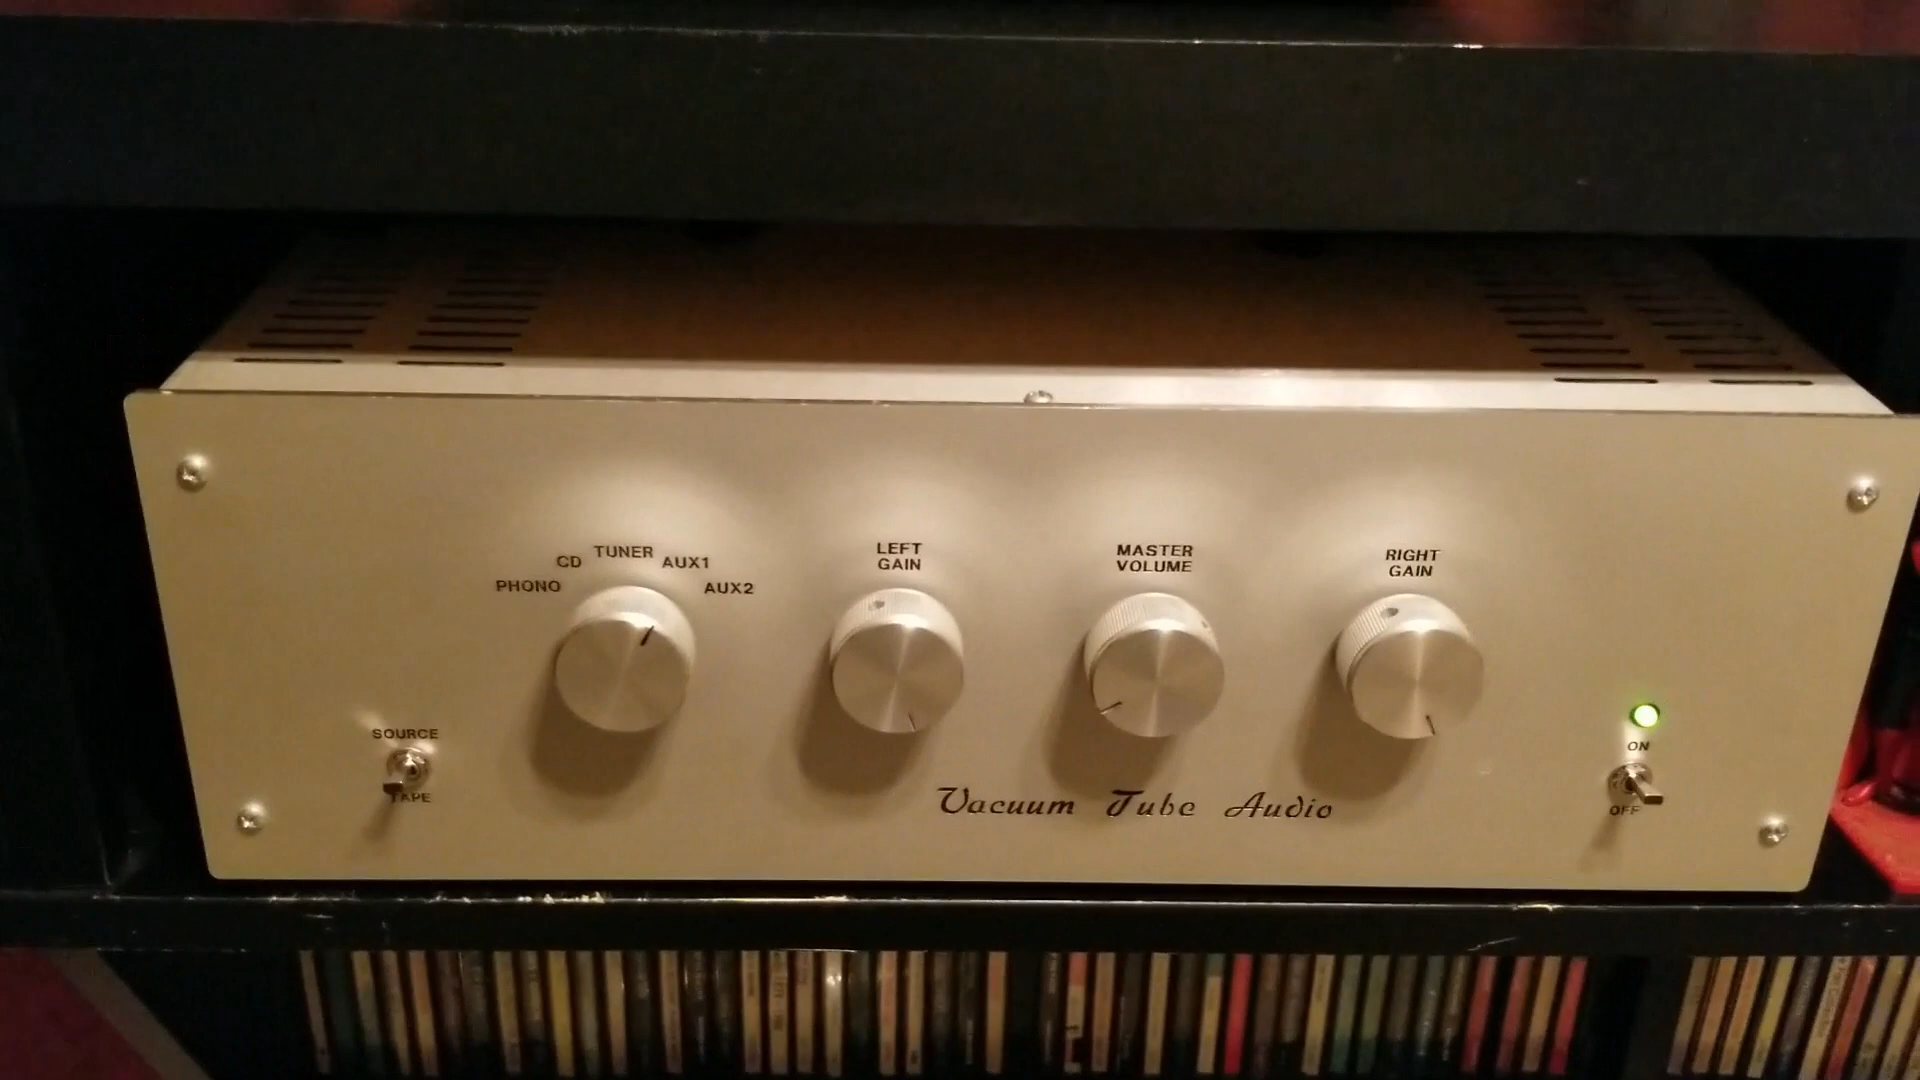 PHONO
CD
TUNER
AUX1
AUX2
LEFT
GAIN
MASTER
VOLUME
RIGHT
GAIN
SOURCE
TAPE
ON
OFF
Vacuum Tube Audio